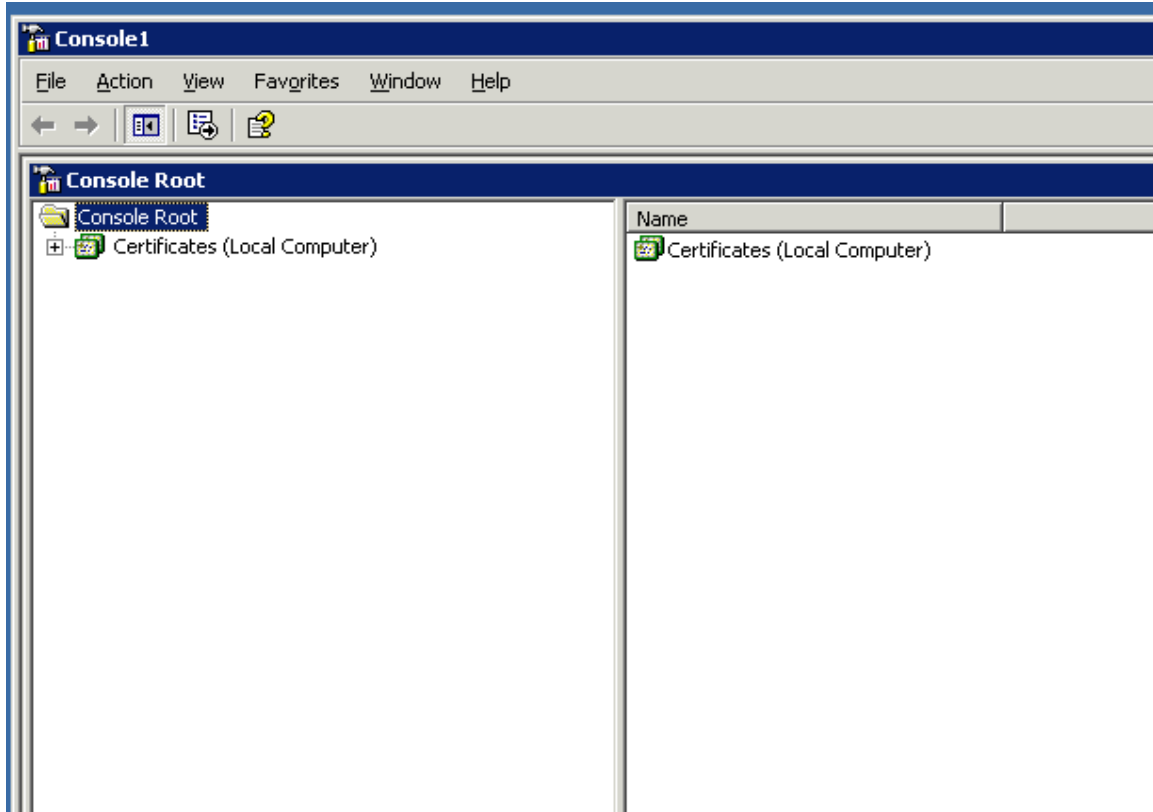 Console1
File Action View Favorites Window Help
Console Root
Console Root
Certificates (Local Computer)
Name
Certificates (Local Computer)